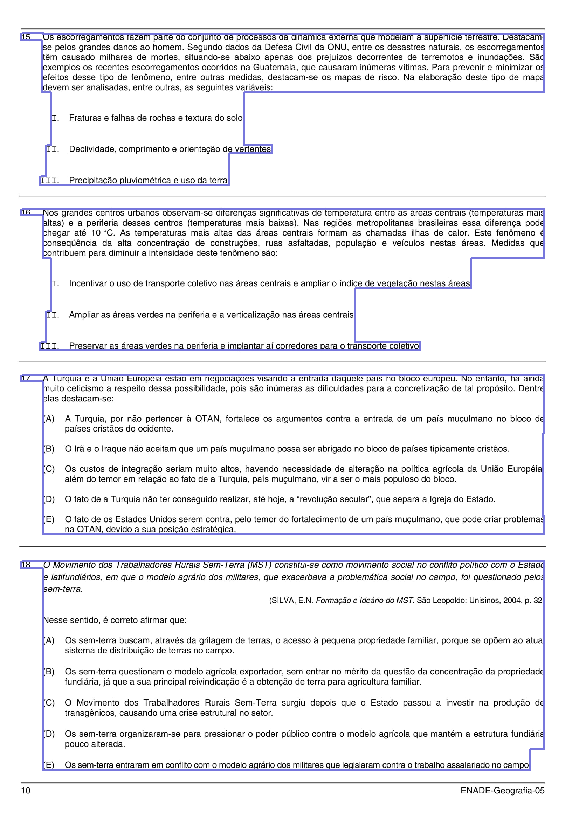 15 Os escorregamentos fazem parte do conjunto de processos da dinâmica externa que modelam a superfície terrestre. Destacam-
se pelos grandes danos ao homem. Segundo dados da Defesa Civil da ONU, entre os desastres naturais, os escorregamentos
têm causado milhares de mortes, situando-se abaixo apenas dos prejuízos decorrentes de terremotos e inundações. São
exemplos os recentes escorregamentos ocorridos na Guatemala, que causaram inúmeras vítimas. Para prevenir e minimizar os
efeitos desse tipo de fenômeno, entre outras medidas, destacam-se os mapas de risco. Na elaboração deste tipo de mapa
devem ser analisadas, entre outras, as seguintes variáveis:
I. Fraturas e falhas de rochas e textura do solo
II. Declividade, comprimento e orientação de vertentes
III. Precipitação pluviométrica e uso da terra
16 Nos grandes centros urbanos observam-se diferenças significativas de temperatura entre as áreas centrais (temperaturas mais
altas) e a periferia desses centros (temperaturas mais baixas). Nas regiões metropolitanas brasileiras essa diferença pode
chegar até 10 °C. As temperaturas mais altas das áreas centrais formam as chamadas ilhas de calor. Este fenômeno é
conseqüência da alta concentração de construções, ruas asfaltadas, população e veículos nestas áreas. Medidas que
contribuem para diminuir a intensidade deste fenômeno são:
I. Incentivar o uso de transporte coletivo nas áreas centrais e ampliar o índice de vegetação nestas áreas
II. Ampliar as áreas verdes na periferia e a verticalização nas áreas centrais
III. Preservar as áreas verdes na periferia e implantar aí corredores para o transporte coletivo
17 A Turquia e a União Européia estão em negociações visando à entrada daquele país no bloco europeu. No entanto, há ainda
muito ceticismo a respeito dessa possibilidade, pois são inúmeras as dificuldades para a concretização de tal propósito. Dentre
elas destacam-se:
(A) A Turquia, por não pertencer à OTAN, fortalece os argumentos contra a entrada de um país muçulmano no bloco de
países cristãos do ocidente.
(B) O Irã e o Iraque não aceitam que um país muçulmano possa ser abrigado no bloco de países tipicamente cristãos.
(C) Os custos de integração seriam muito altos, havendo necessidade de alteração na política agrícola da União Européia,
além do temor em relação ao fato de a Turquia, país muçulmano, vir a ser o mais populoso do bloco.
(D) O fato de a Turquia não ter conseguido realizar, até hoje, a "revolução secular", que separa a Igreja do Estado.
(E) O fato de os Estados Unidos serem contra, pelo temor do fortalecimento de um país muçulmano, que pode criar problemas
na OTAN, devido a sua posição estratégica.
18 O Movimento dos Trabalhadores Rurais Sem-Terra (MST) constitui-se como movimento social no conflito político com o Estado
e latifundiários, em que o modelo agrário dos militares, que exacerbava a problemática social no campo, foi questionado pelos
sem-terra.
(SILVA, E.N. Formação e Ideário do MST. São Leopoldo: Unisinos, 2004. p. 32)
Nesse sentido, é correto afirmar que:
(A) Os sem-terra buscam, através da grilagem de terras, o acesso à pequena propriedade familiar, porque se opõem ao atual
sistema de distribuição de terras no campo.
(B) Os sem-terra questionam o modelo agrícola exportador, sem entrar no mérito da questão da concentração da propriedade
fundiária, já que a sua principal reivindicação é a obtenção de terra para agricultura familiar.
(C) O Movimento dos Trabalhadores Rurais Sem-Terra surgiu depois que o Estado passou a investir na produção de
transgênicos, causando uma crise estrutural no setor.
(D) Os sem-terra organizaram-se para pressionar o poder público contra o modelo agrícola que mantém a estrutura fundiária
pouco alterada.
(E) Os sem-terra entraram em conflito com o modelo agrário dos militares que legislaram contra o trabalho assalariado no campo
10 ENADE-Geografia-05